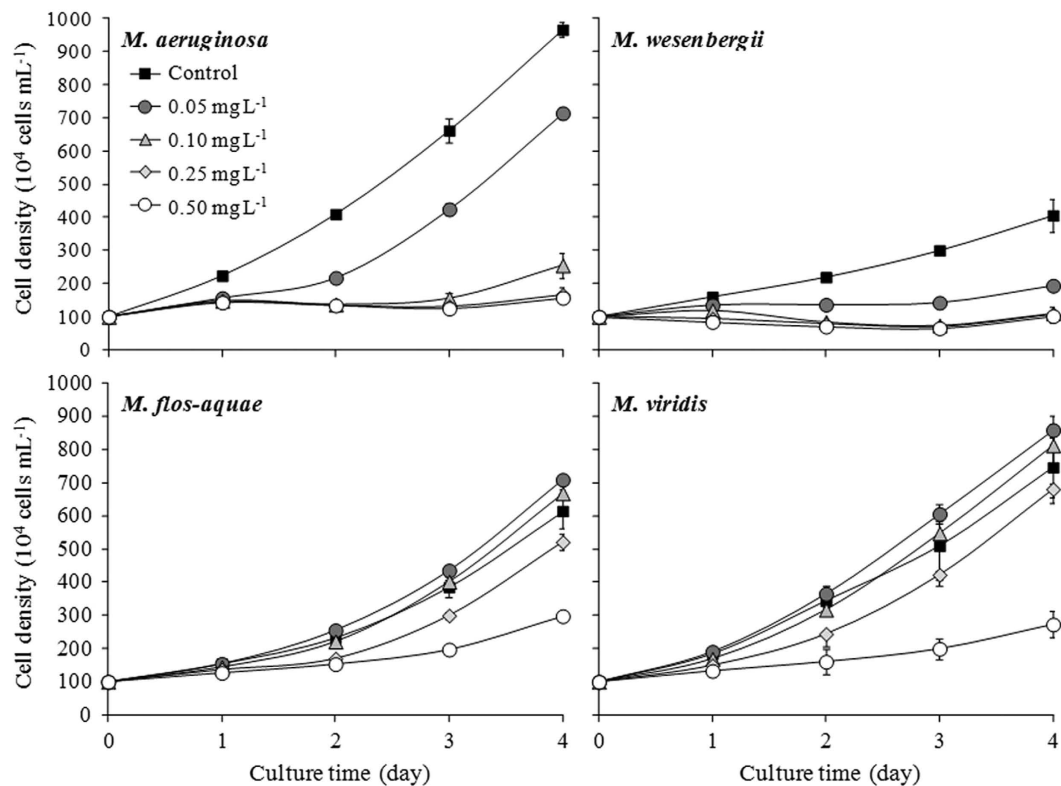 M. aeruginosa
Control
0.05 mg L⁻¹
0.10 mg L⁻¹
0.25 mg L⁻¹
0.50 mg L⁻¹
Cell density (10⁴ cells mL⁻¹)
1000
900
800
700
600
500
400
300
200
100
0
M. wesenbergii
M. flos-aquae
Cell density (10⁴ cells mL⁻¹)
1000
900
800
700
600
500
400
300
200
100
0
0 1 2 3 4
Culture time (day)
M. viridis
0 1 2 3 4
Culture time (day)